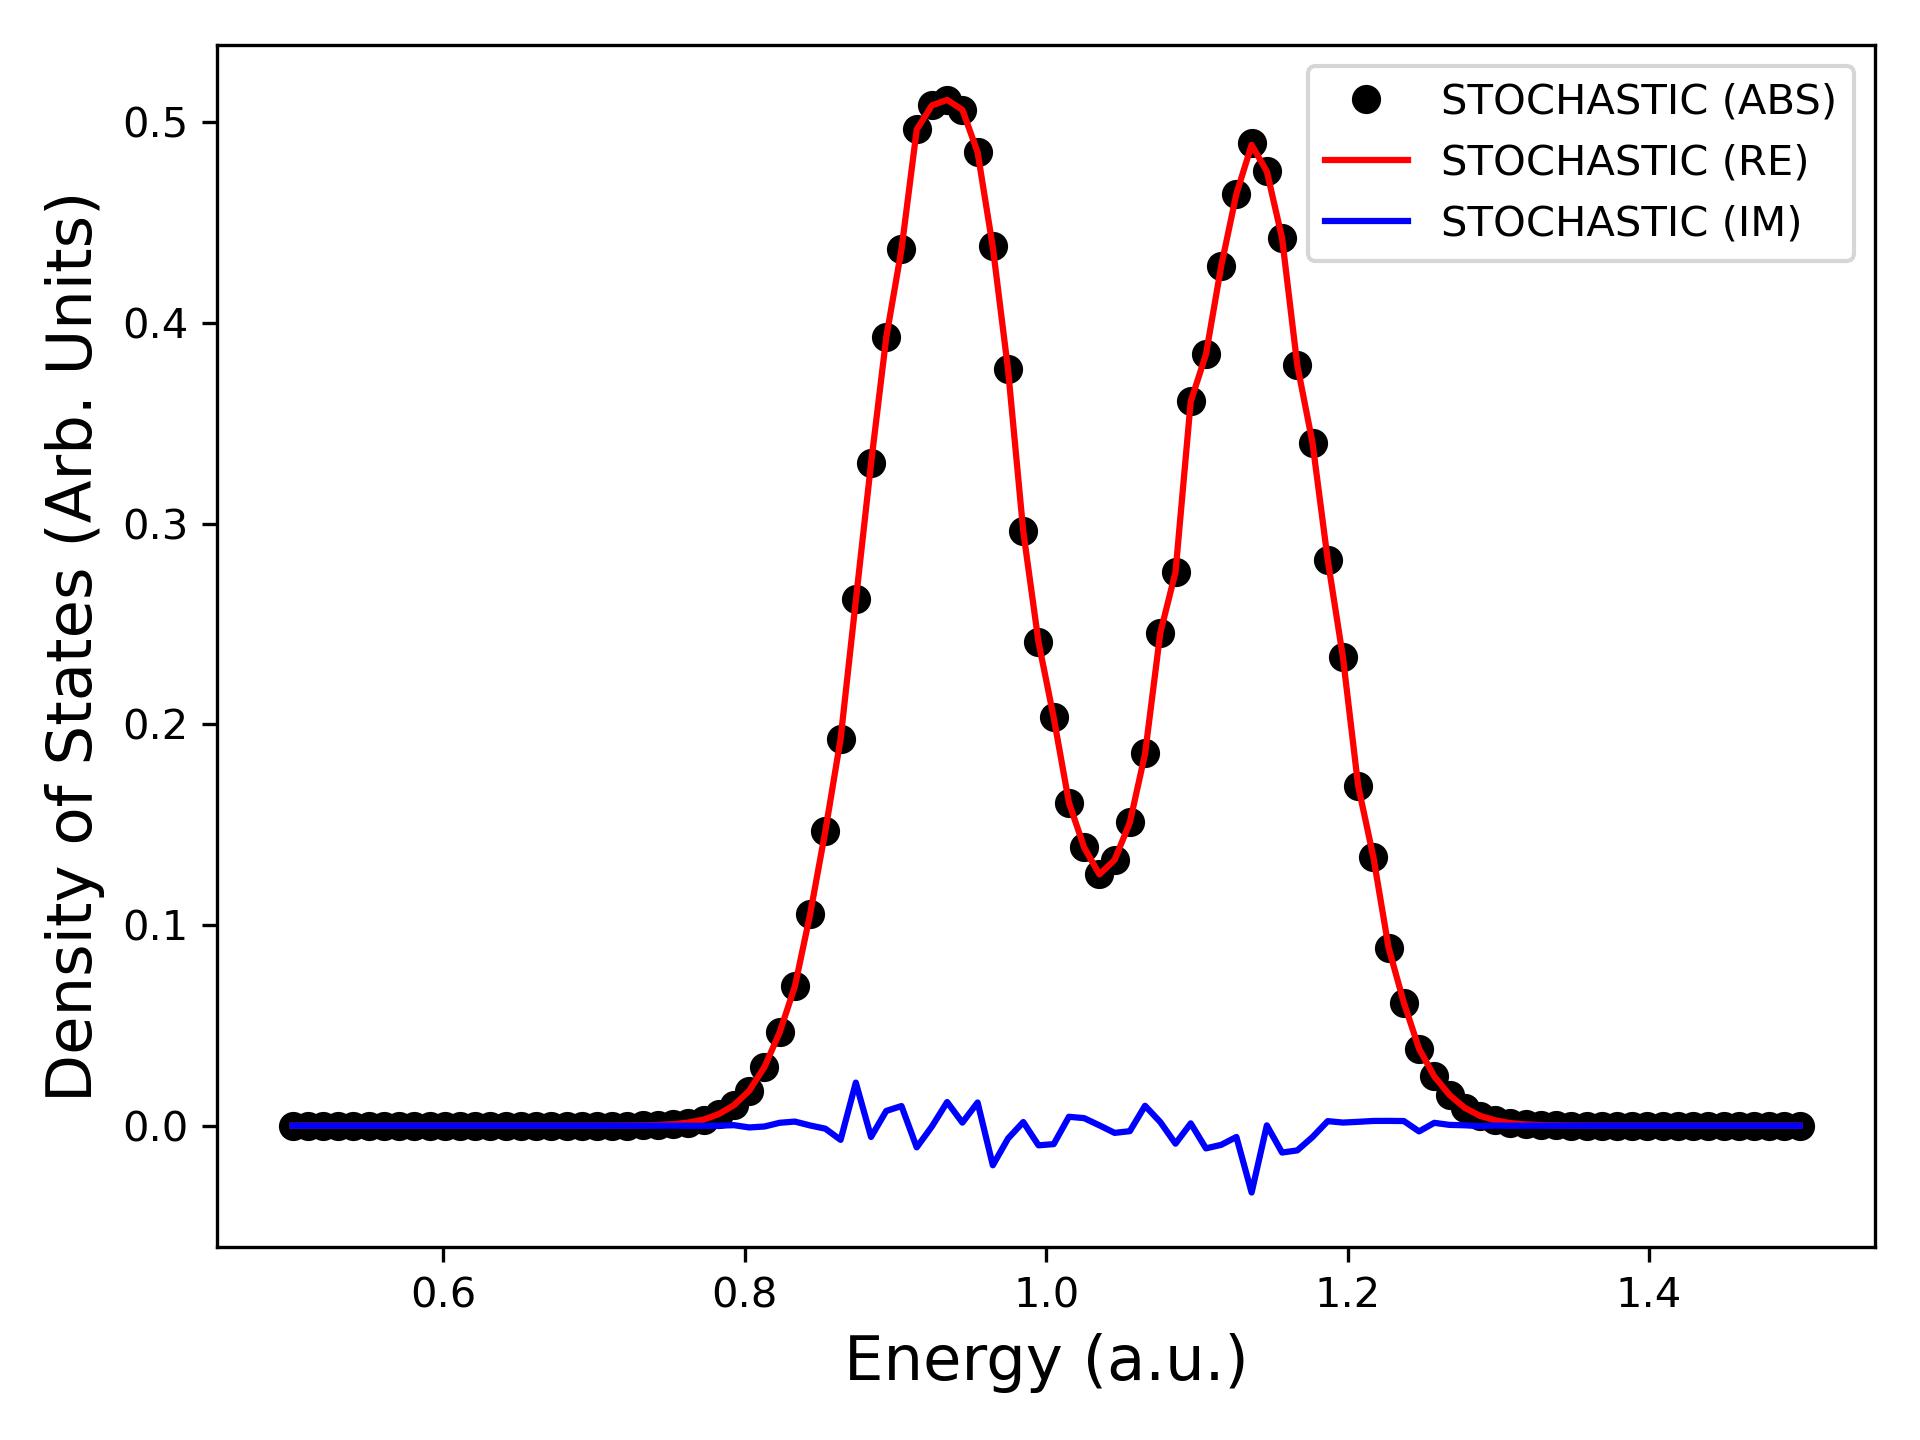 STOCHASTIC (ABS)
STOCHASTIC (RE)
STOCHASTIC (IM)
Density of States (Arb. Units)
0.5
0.4
0.3
0.2
0.1
0.0
0.6 0.8 1.0 1.2 1.4
Energy (a.u.)